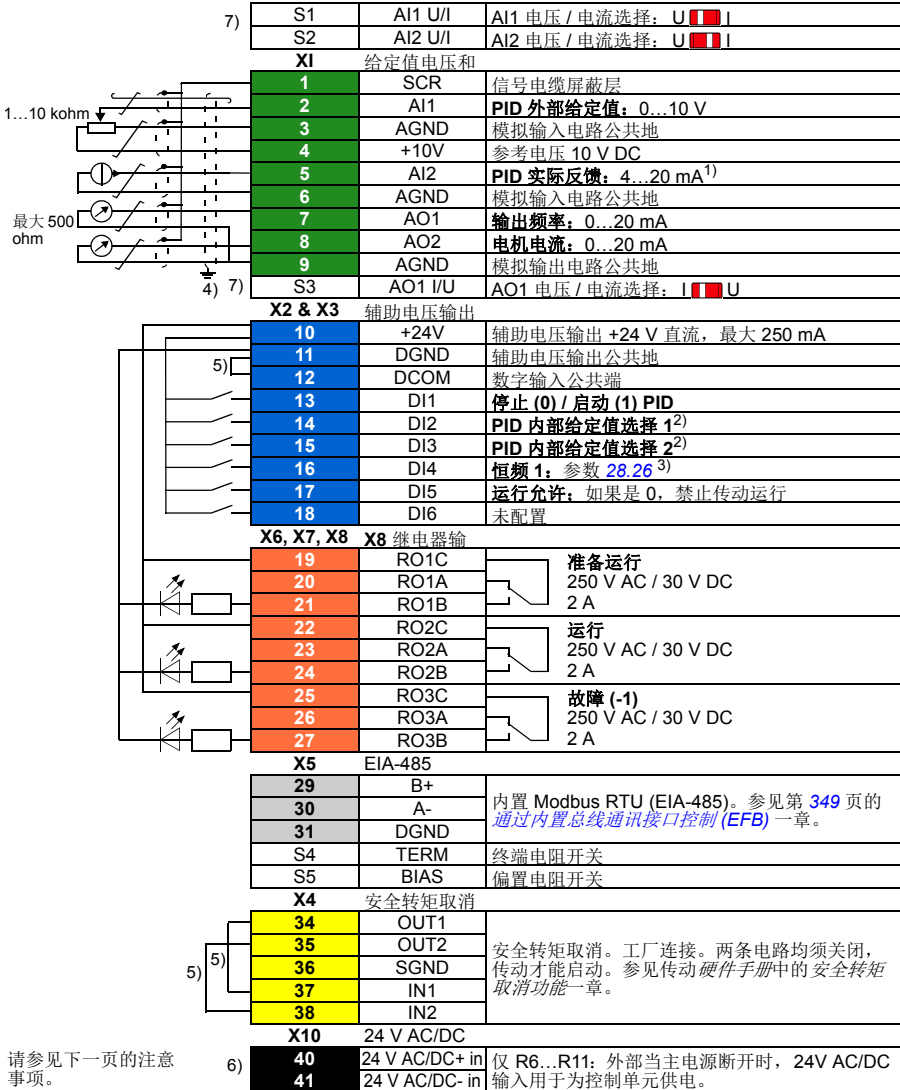 7) S1 AI1 U/I AI1 电压 / 电流选择: U I
S2 AI2 U/I AI2 电压 / 电流选择: U I
XI 给定值电压和
1 SCR 信号电缆屏蔽层
1…10 kohm 2 AI1 PID 外部给定值: 0…10 V
3 AGND 模拟输入电路公共地
4 +10V 参考电压 10 V DC
5 AI2 PID 实际反馈: 4…20 mA1)
6 AGND 模拟输入电路公共地
最大 500
ohm
7 AO1 输出频率: 0…20 mA
8 AO2 电机电流: 0…20 mA
9 AGND 模拟输出电路公共地
4) 7) S3 AO1 I/U AO1 电压 / 电流选择: I U
X2 & X3 辅助电压输出
10 +24V 辅助电压输出 +24 V 直流，最大 250 mA
11 DGND 辅助电压输出公共地
5) 12 DCOM 数字输入公共端
13 DI1 停止 (0) / 启动 (1) PID
14 DI2 PID 内部给定值选择 12)
15 DI3 PID 内部给定值选择 22)
16 DI4 恒频 1: 参数 28.26 3)
17 DI5 运行允许: 如果是 0，禁止传动运行
18 DI6 未配置
X6, X7, X8 X8 继电器输
19 RO1C 准备运行
20 RO1A 250 V AC / 30 V DC
21 RO1B 2 A
22 RO2C 运行
23 RO2A 250 V AC / 30 V DC
24 RO2B 2 A
25 RO3C 故障 (-1)
26 RO3A 250 V AC / 30 V DC
27 RO3B 2 A
X5 EIA-485
29 B+
30 A-
31 DGND
内置 Modbus RTU (EIA-485)。参见第 349 页的
通过内置总线通讯接口控制 (EFB) 一章。
S4 TERM 终端电阻开关
S5 BIAS 偏置电阻开关
X4 安全转矩取消
34 OUT1
35 OUT2
5) 5) 36 SGND
37 IN1
38 IN2
安全转矩取消。工厂连接。两条电路均须关闭，
传动才能启动。参见传动硬件手册中的安全转矩
取消功能一章。
X10 24 V AC/DC
6) 40 24 V AC/DC+ in 仅 R6…R11: 外部当主电源断开时，24V AC/DC
41 24 V AC/DC- in 输入用于为控制单元供电。
请参见下一页的注意
事项。